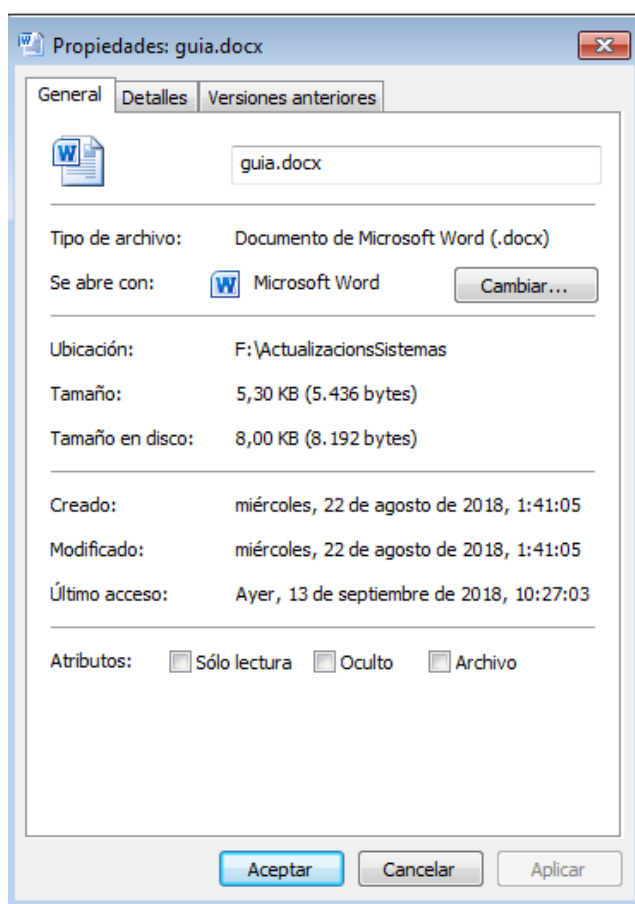 Propiedades: guia.docx
General Detalles Versiones anteriores
guia.docx
Tipo de archivo: Documento de Microsoft Word (.docx)
Se abre con: Microsoft Word Cambiar...
Ubicación: F:\ActualizacionsSistemas
Tamaño: 5,30 KB (5.436 bytes)
Tamaño en disco: 8,00 KB (8.192 bytes)
Creado: miércoles, 22 de agosto de 2018, 1:41:05
Modificado: miércoles, 22 de agosto de 2018, 1:41:05
Último acceso: Ayer, 13 de septiembre de 2018, 10:27:03
Atributos: Sólo lectura Oculto Archivo
Aceptar Cancelar Aplicar